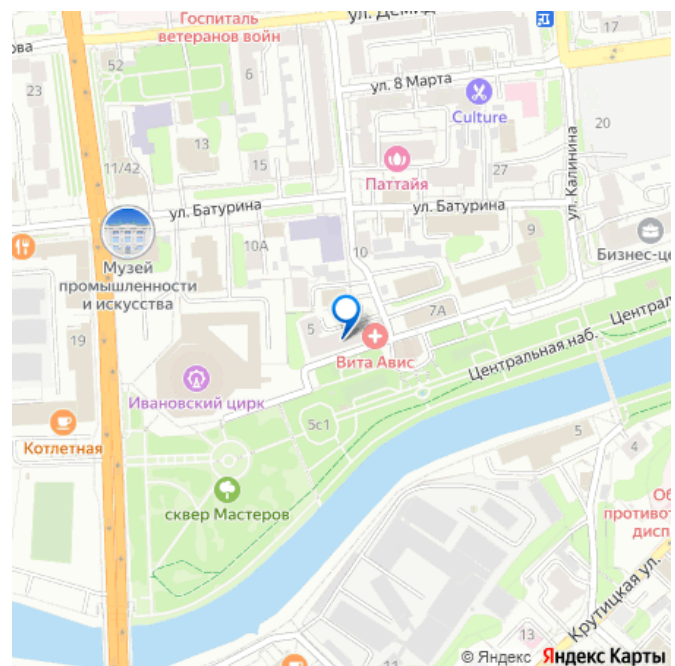 Госпиталь
ветеранов войн
ул. Демид
ова
17
52
6
ул. 8 Марта
23
Culture
20
13
11/42
15
27
Паттайя
ул. Калинина
ул. Батурина
ул. Батурина
9
10А
10
Бизнес-це
Музей
промышленности
и искусства
7А
Центральная наб.
Центра
5
19
Вита Авис
Ивановский цирк
5с1
Котлетная
5
4
сквер Мастеров
Об
противот
дисп
Крутицкая ул.
13
© Яндекс Яндекс Карты